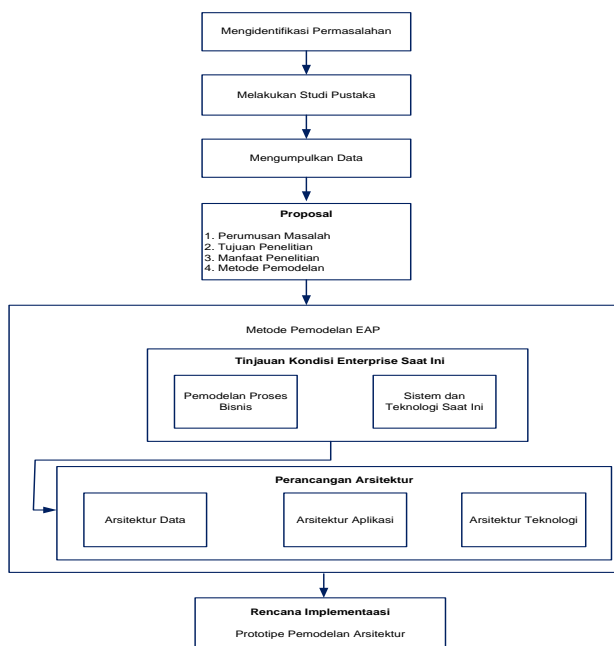 Mengidentifikasi Permasalahan
Melakukan Studi Pustaka
Mengumpulkan Data
Proposal
1. Perumusan Masalah
2. Tujuan Penelitian
3. Manfaat Penelitian
4. Metode Pemodelan
Metode Pemodelan EAP
Tinjauan Kondisi Enterprise Saat Ini
Pemodelan Proses
Bisnis
Sistem dan
Teknologi Saat Ini
Perancangan Arsitektur
Arsitektur Data
Arsitektur Aplikasi
Arsitektur Teknologi
Rencana Implementaasi
Prototipe Pemodelan Arsitektur